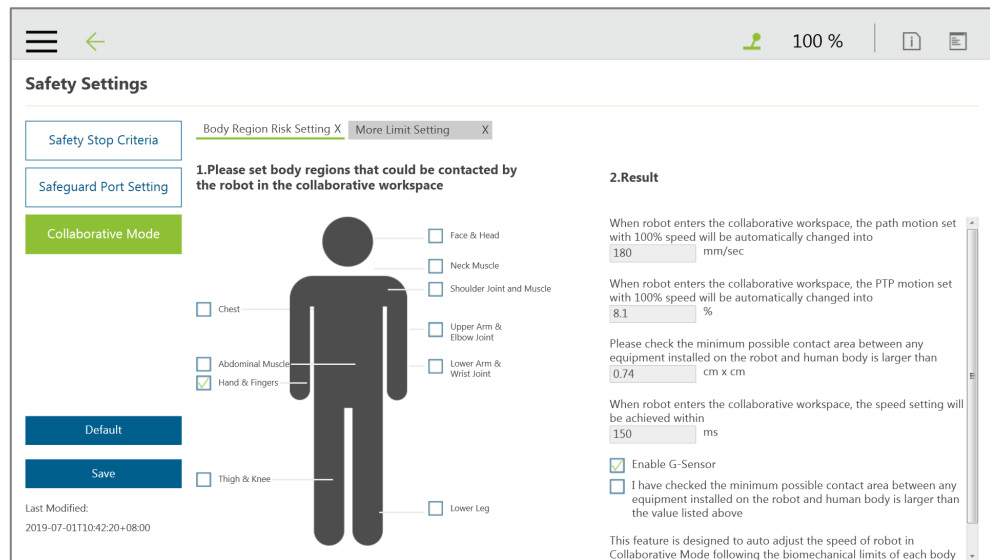 100 %
Safety Settings
Safety Stop Criteria
Safeguard Port Setting
Collaborative Mode
Default
Save
Last Modified:
2019-07-01T10:42:20+08:00
Body Region Risk Setting X
More Limit Setting X
1.Please set body regions that could be contacted by
the robot in the collaborative workspace
Face & Head
Neck Muscle
Shoulder Joint and Muscle
Chest
Upper Arm &
Elbow Joint
Abdominal Muscle
Lower Arm &
Wrist Joint
Hand & Fingers
Thigh & Knee
Lower Leg
2.Result
When robot enters the collaborative workspace, the path motion set
with 100% speed will be automatically changed into
180 mm/sec
When robot enters the collaborative workspace, the PTP motion set
with 100% speed will be automatically changed into
8.1 %
Please check the minimum possible contact area between any
equipment installed on the robot and human body is larger than
0.74 cm x cm
When robot enters the collaborative workspace, the speed setting will
be achieved within
150 ms
Enable G-Sensor
I have checked the minimum possible contact area between any
equipment installed on the robot and human body is larger than
the value listed above
This feature is designed to auto adjust the speed of robot in
Collaborative Mode following the biomechanical limits of each body